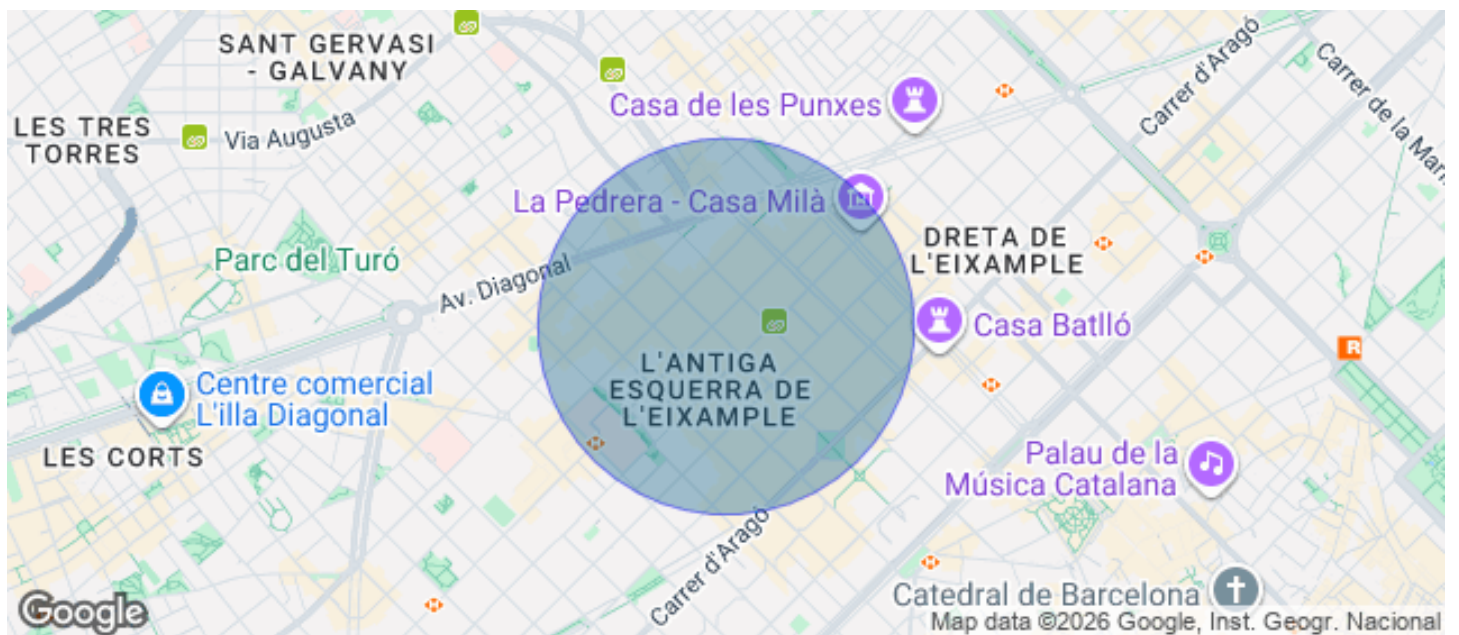 SANT GERVASI
- GALVANY
Casa de les Punxes
Carrer d'Aragó
Carrer de la Mar
LES TRES
TORRES
Via Augusta
La Pedrera - Casa Milà
DRETA DE
L'EIXAMPLE
Parc del Turó
Av. Diagonal
Casa Batlló
R
L'ANTIGA
ESQUERRA DE
L'EIXAMPLE
Centre comercial
L'illa Diagonal
LES CORTS
Palau de la
Música Catalana
Carrer d'Aragó
Catedral de Barcelona
Google
Map data ©2026 Google, Inst. Geogr. Nacional